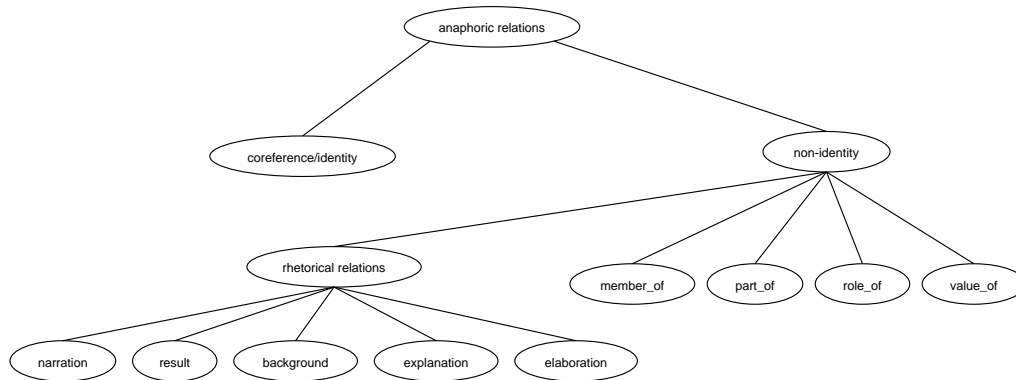 anaphoric relations
coreference/identity
non-identity
rhetorical relations
member_of
part_of
role_of
value_of
narration
result
background
explanation
elaboration